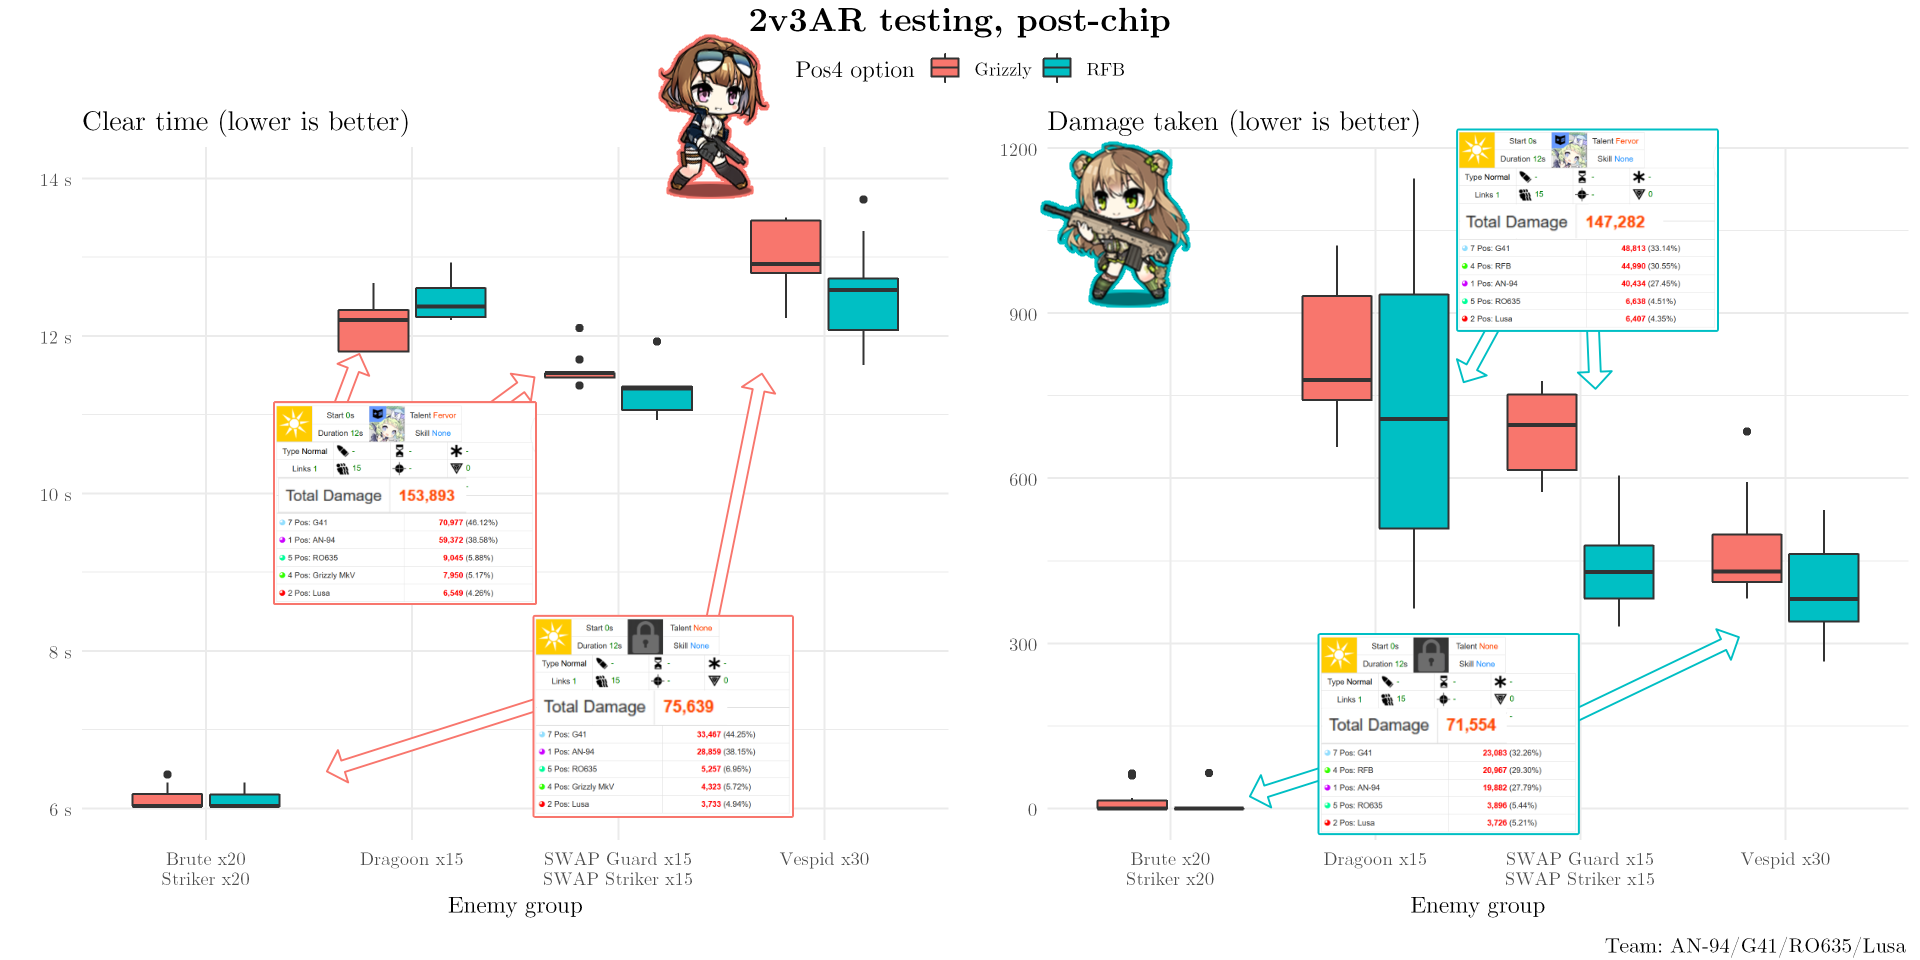 2v3AR testing, post-chip
Pos4 option Grizzly RFB
Clear time (lower is better)
14 s
12 s
10 s
8 s
6 s
Start 0s Talent Fervor
Duration 12s Skill None
Type Normal - - -
Links 1 15 - 0
Total Damage 153,893
7 Pos: G41 70,977 (46.12%)
1 Pos: AN-94 59,372 (38.58%)
5 Pos: RO635 9,045 (5.88%)
4 Pos: Grizzly MkV 7,950 (5.17%)
2 Pos: Lusa 6,549 (4.26%)
Start 0s Talent None
Duration 12s Skill None
Type Normal - - -
Links 1 15 - 0
Total Damage 75,639
7 Pos: G41 33,467 (44.25%)
1 Pos: AN-94 28,859 (38.15%)
5 Pos: RO635 5,257 (6.95%)
4 Pos: Grizzly MkV 4,323 (5.72%)
2 Pos: Lusa 3,733 (4.94%)
Brute x20 Dragoon x15 SWAP Guard x15 Vespid x30
Striker x20 SWAP Striker x15
Enemy group
Damage taken (lower is better)
1200
900
600
300
0
Start 0s Talent Fervor
Duration 12s Skill None
Type Normal - - -
Links 1 15 - 0
Total Damage 147,282
7 Pos: G41 48,813 (33.14%)
4 Pos: RFB 44,990 (30.55%)
1 Pos: AN-94 40,434 (27.45%)
5 Pos: RO635 6,638 (4.51%)
2 Pos: Lusa 6,407 (4.35%)
Start 0s Talent None
Duration 12s Skill None
Type Normal - - -
Links 1 15 - 0
Total Damage 71,554
7 Pos: G41 23,083 (32.26%)
4 Pos: RFB 20,967 (29.30%)
1 Pos: AN-94 19,882 (27.79%)
5 Pos: RO635 3,896 (5.44%)
2 Pos: Lusa 3,726 (5.21%)
Brute x20 Dragoon x15 SWAP Guard x15 Vespid x30
Striker x20 SWAP Striker x15
Enemy group
Team: AN-94/G41/RO635/Lusa